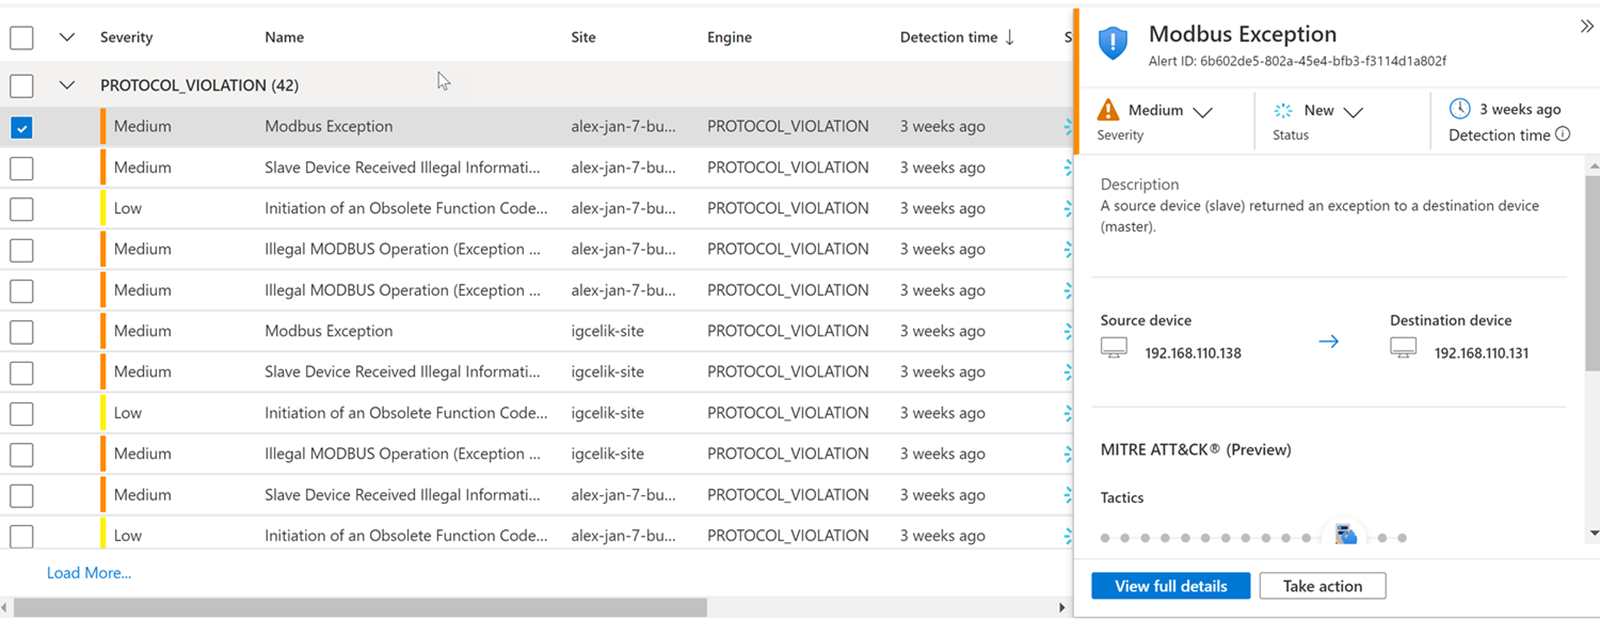 Severity Name Site Engine Detection time ↓ S
PROTOCOL_VIOLATION (42)
Medium Modbus Exception alex-jan-7-bu... PROTOCOL_VIOLATION 3 weeks ago
Medium Slave Device Received Illegal Informati... alex-jan-7-bu... PROTOCOL_VIOLATION 3 weeks ago
Low Initiation of an Obsolete Function Code... alex-jan-7-bu... PROTOCOL_VIOLATION 3 weeks ago
Medium Illegal MODBUS Operation (Exception ... alex-jan-7-bu... PROTOCOL_VIOLATION 3 weeks ago
Medium Illegal MODBUS Operation (Exception ... alex-jan-7-bu... PROTOCOL_VIOLATION 3 weeks ago
Medium Modbus Exception igcelik-site PROTOCOL_VIOLATION 3 weeks ago
Medium Slave Device Received Illegal Informati... igcelik-site PROTOCOL_VIOLATION 3 weeks ago
Low Initiation of an Obsolete Function Code... igcelik-site PROTOCOL_VIOLATION 3 weeks ago
Medium Illegal MODBUS Operation (Exception ... igcelik-site PROTOCOL_VIOLATION 3 weeks ago
Medium Slave Device Received Illegal Informati... alex-jan-7-bu... PROTOCOL_VIOLATION 3 weeks ago
Low Initiation of an Obsolete Function Code... alex-jan-7-bu... PROTOCOL_VIOLATION 3 weeks ago
Load More...
Modbus Exception
Alert ID: 6b602de5-802a-45e4-bfb3-f3114d1a802f
Medium New 3 weeks ago
Severity Status Detection time
Description
A source device (slave) returned an exception to a destination device
(master).
Source device Destination device
192.168.110.138 → 192.168.110.131
MITRE ATT&CK® (Preview)
Tactics
View full details Take action